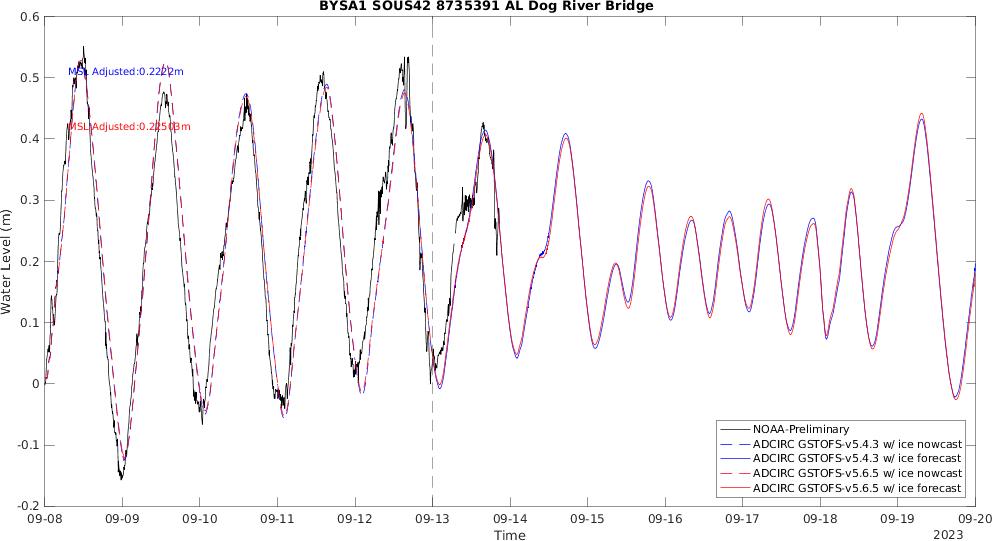 BYSA1 SOUS42 8735391 AL Dog River Bridge
0.6
0.5
0.4
0.3
0.2
0.1
0
-0.1
-0.2
Water Level (m)
MSL Adjusted:0.2222m
MSL Adjusted:0.22503m
NOAA-Preliminary
ADCIRC GSTOFS-v5.4.3 w/ ice nowcast
ADCIRC GSTOFS-v5.4.3 w/ ice forecast
ADCIRC GSTOFS-v5.6.5 w/ ice nowcast
ADCIRC GSTOFS-v5.6.5 w/ ice forecast
09-08 09-09 09-10 09-11 09-12 09-13 09-14 09-15 09-16 09-17 09-18 09-19 09-20
Time
2023